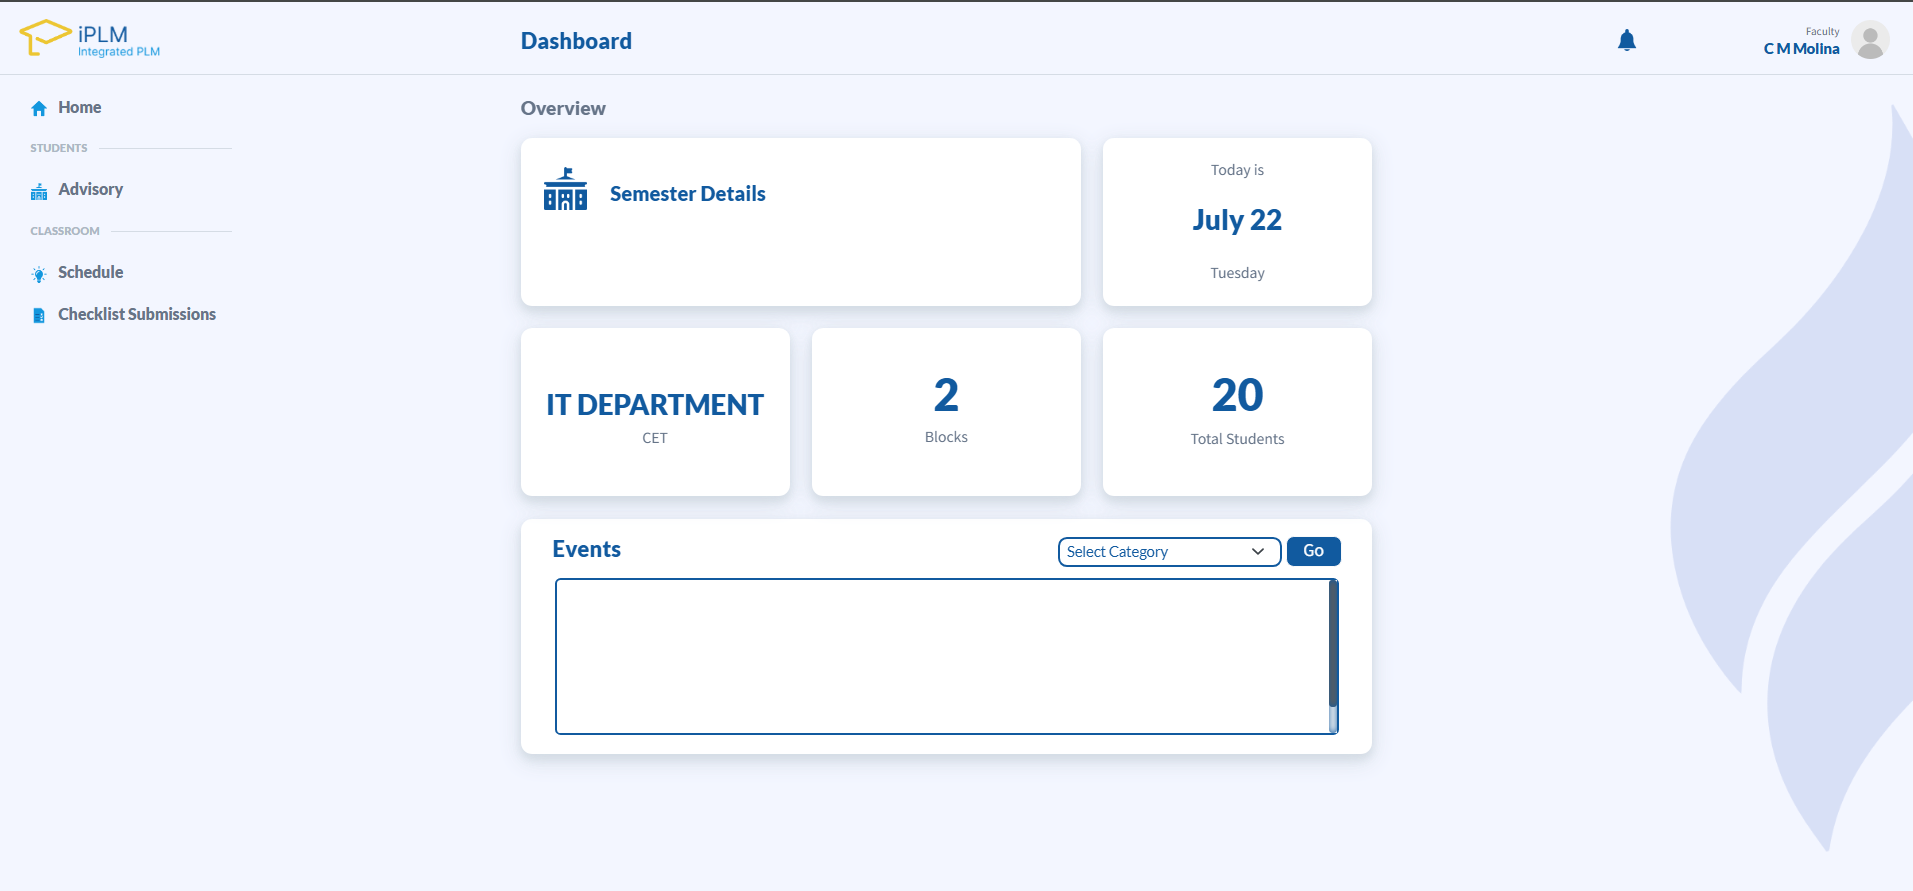 iPLM
Integrated PLM
Dashboard
Faculty
C M Molina
Home
STUDENTS
Advisory
CLASSROOM
Schedule
Checklist Submissions
Overview
Semester Details
Today is
July 22
Tuesday
IT DEPARTMENT
CET
2
Blocks
20
Total Students
Events
Select Category
Go